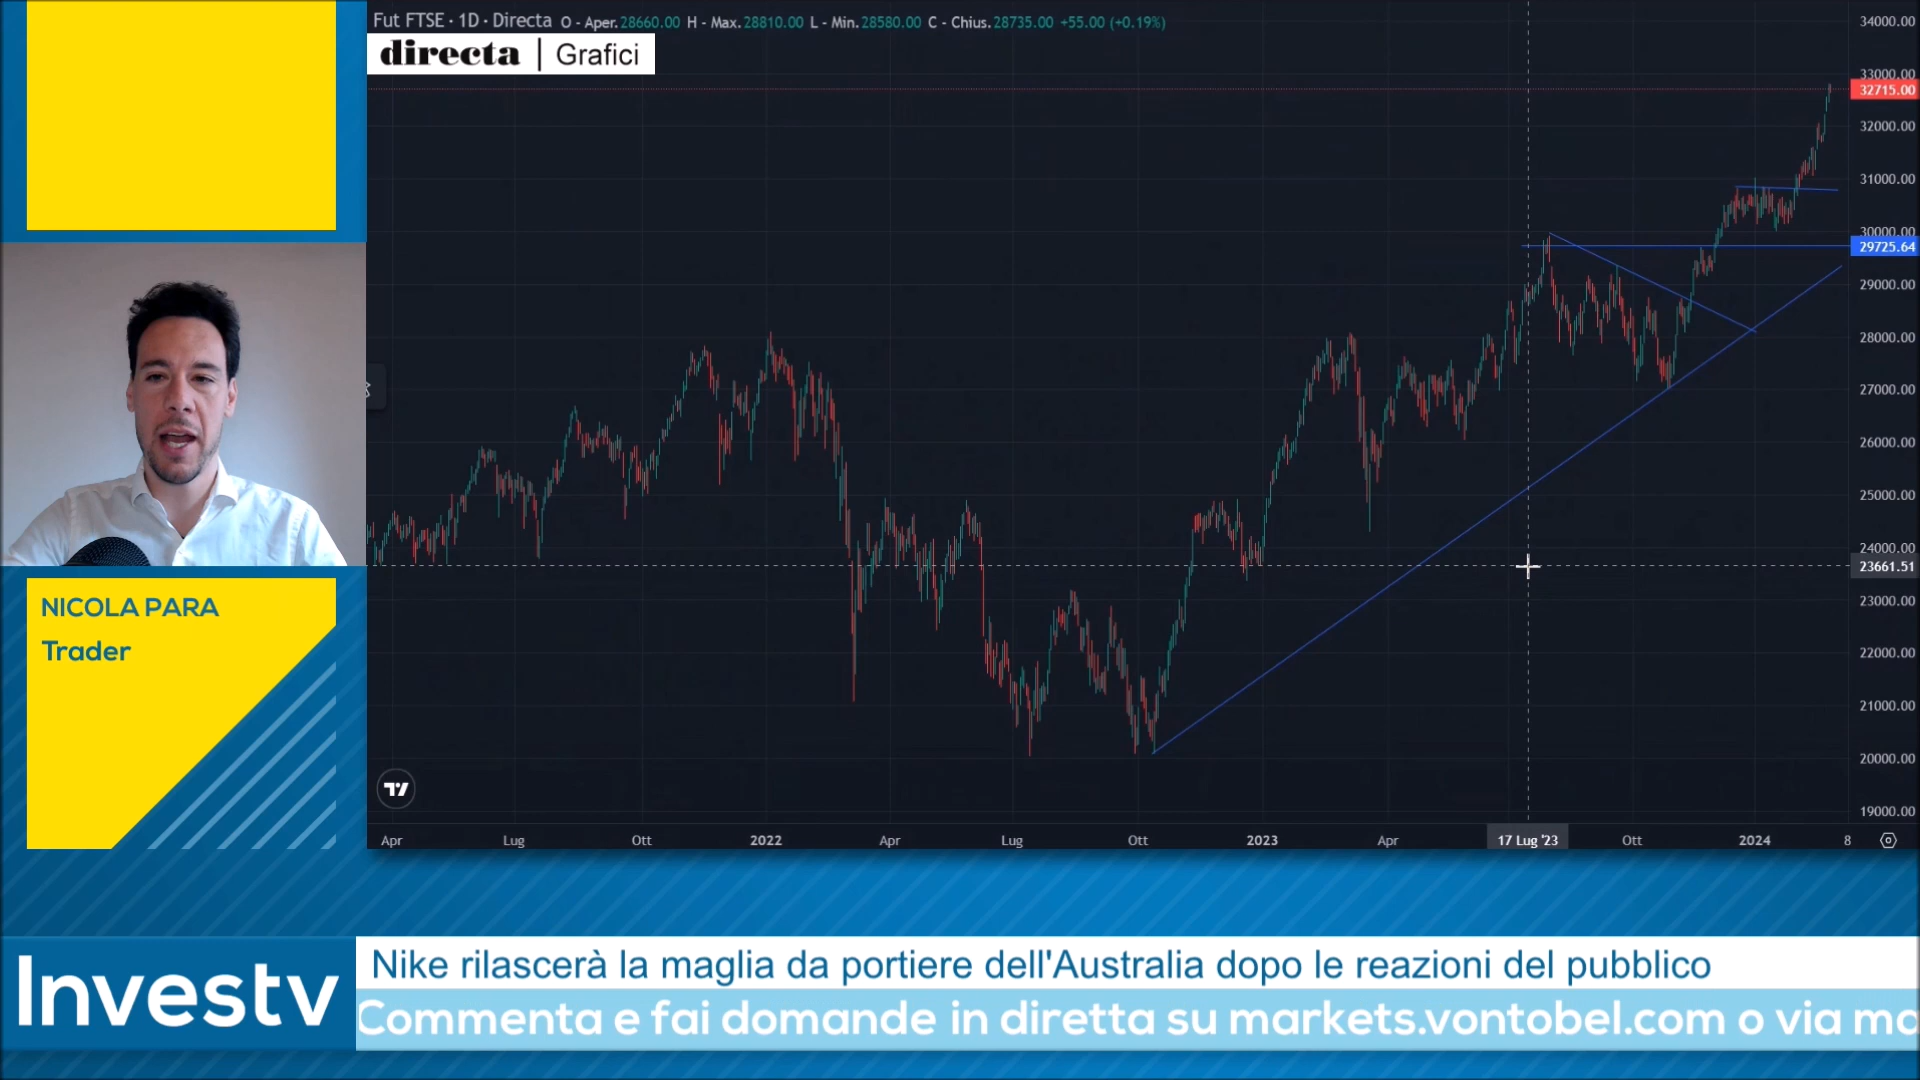 Fut FTSE · 1D · Directa O - Aper.28660.00 H - Max.28810.00 L - Min.28580.00 C - Chius.28735.00 +55.00 (+0.19%)
directa | Grafici
34000.00
33000.00
32715.00
32000.00
31000.00
30000.00
29725.64
29000.00
28000.00
27000.00
26000.00
25000.00
24000.00
23661.51
23000.00
22000.00
21000.00
20000.00
19000.00
NICOLA PARA
Trader
Apr Lug Ott 2022 Apr Lug Ott 2023 Apr 17 Lug '23 Ott 2024 8
Investv
Nike rilascerà la maglia da portiere dell'Australia dopo le reazioni del pubblico
Commenta e fai domande in diretta su markets.vontobel.com o via